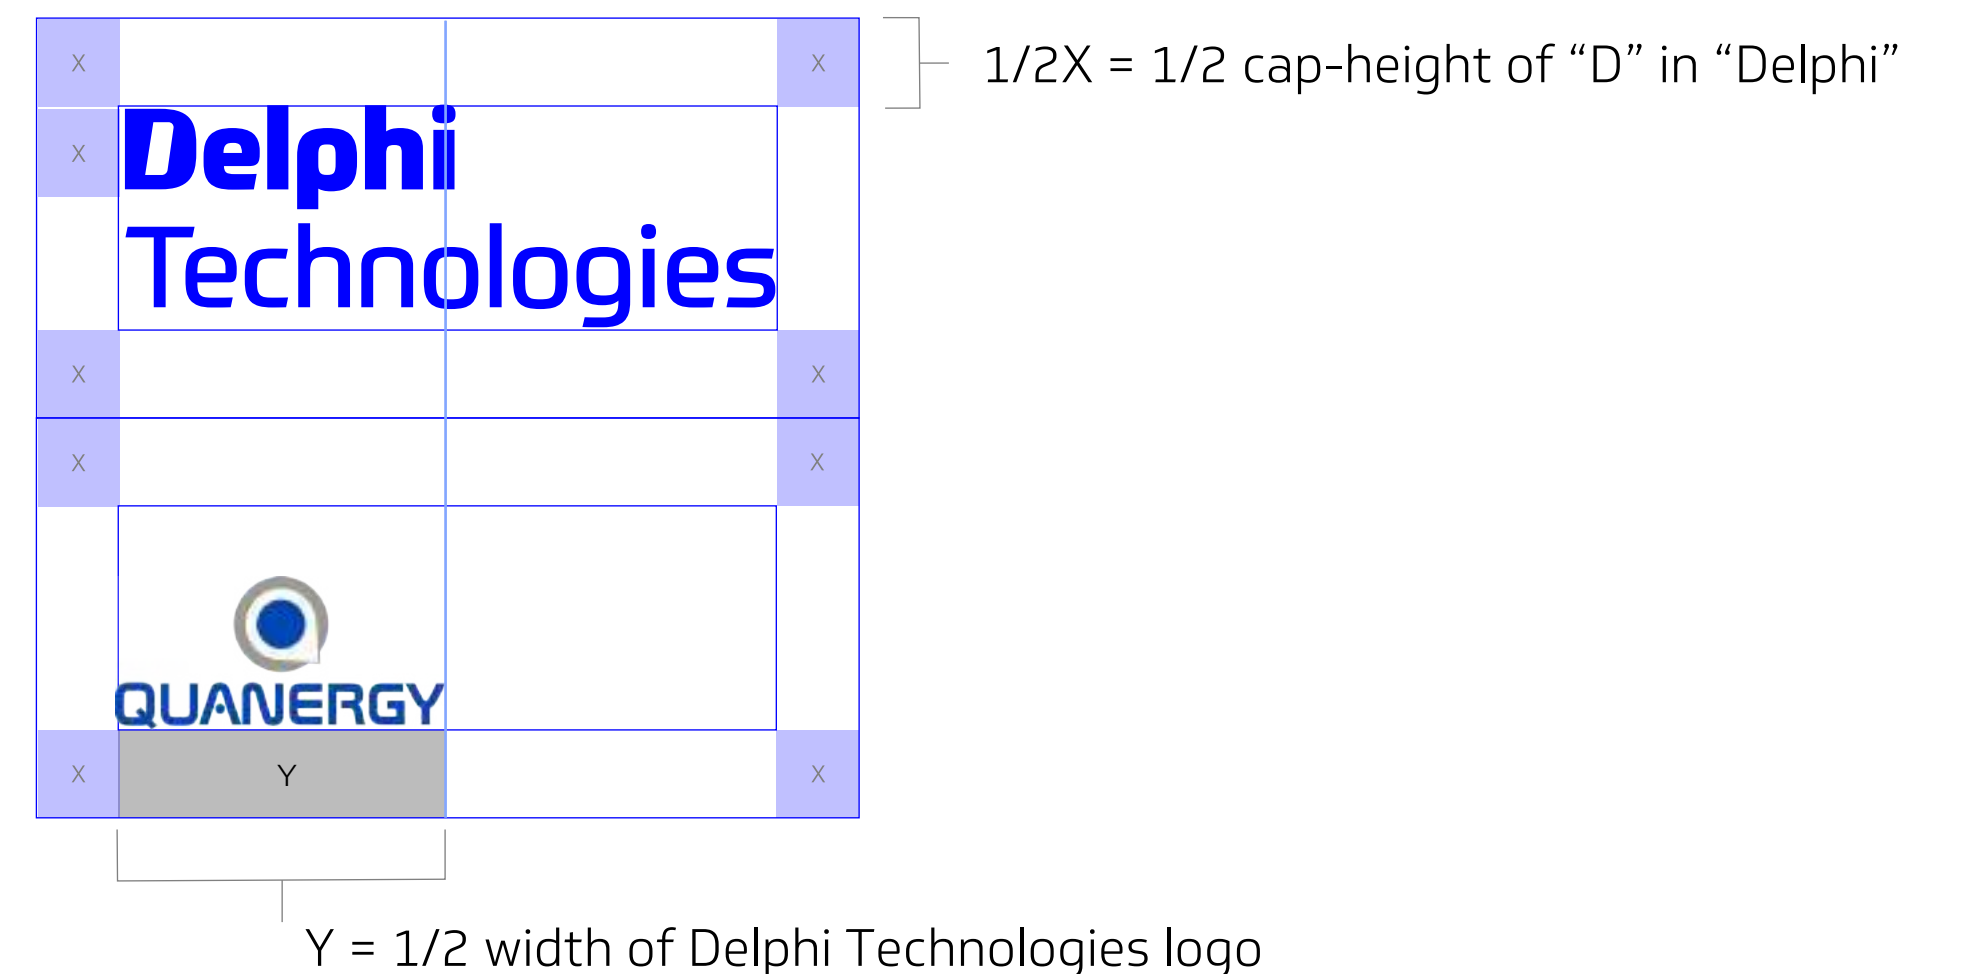 X X
1/2X = 1/2 cap-height of “D” in “Delphi”
X
Delphi
Technologies
X X
X X
QUANERGY
X Y X
Y = 1/2 width of Delphi Technologies logo